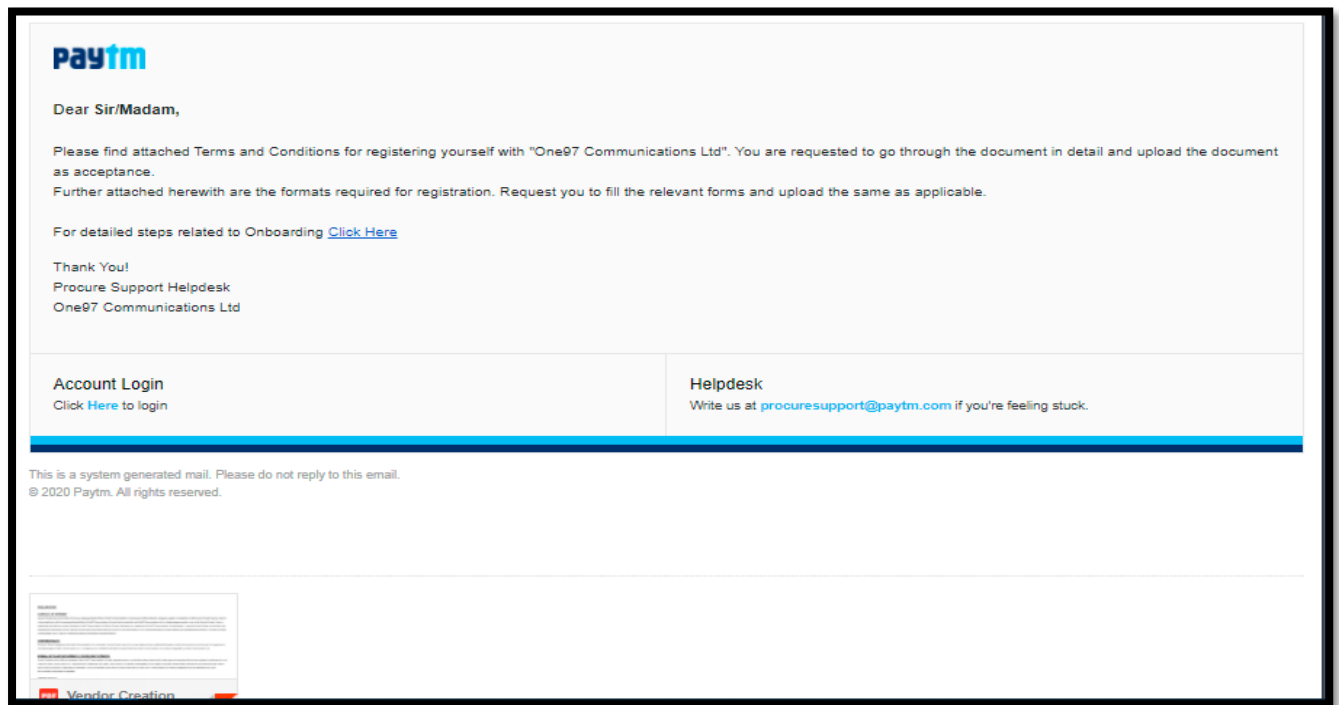 paytm
Dear Sir/Madam,
Please find attached Terms and Conditions for registering yourself with "One97 Communications Ltd". You are requested to go through the document in detail and upload the document
as acceptance.
Further attached herewith are the formats required for registration. Request you to fill the relevant forms and upload the same as applicable.
For detailed steps related to Onboarding Click Here
Thank You!
Procure Support Helpdesk
One97 Communications Ltd
Account Login
Click Here to login
Helpdesk
Write us at procuresupport@paytm.com if you're feeling stuck.
This is a system generated mail. Please do not reply to this email.
© 2020 Paytm. All rights reserved.
PDF Vendor Creation